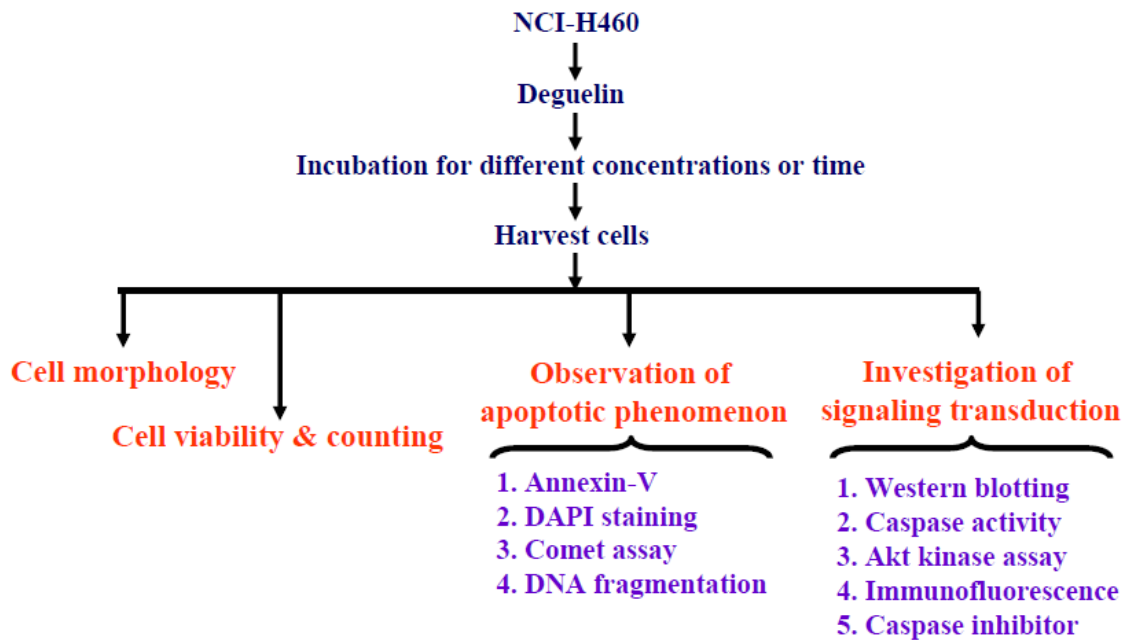 NCI-H460
Deguelin
Incubation for different concentrations or time
Harvest cells
Cell morphology
Cell viability & counting
Observation of
apoptotic phenomenon
1. Annexin-V
2. DAPI staining
3. Comet assay
4. DNA fragmentation
Investigation of
signaling transduction
1. Western blotting
2. Caspase activity
3. Akt kinase assay
4. Immunofluorescence
5. Caspase inhibitor